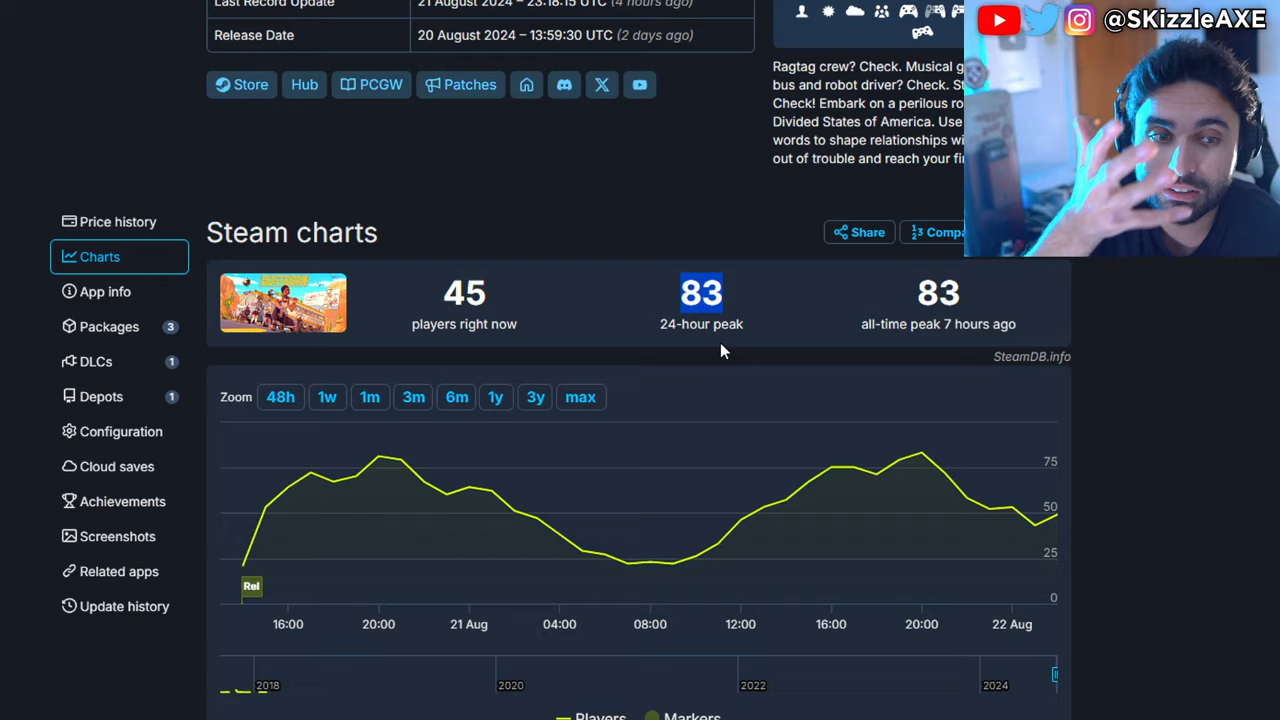 Last Record Update
21 August 2024 – 23:18:15 UTC (4 hours ago)
Release Date
20 August 2024 – 13:59:30 UTC (2 days ago)
Store
Hub
PCGW
Patches
@SKizzleAXE
Ragtag crew? Check. Musical g
bus and robot driver? Check. S
Check! Embark on a perilous ro
Divided States of America. Use
words to shape relationships wi
out of trouble and reach your fi
Price history
Charts
App info
Packages 3
DLCs 1
Depots 1
Configuration
Cloud saves
Achievements
Screenshots
Related apps
Update history
Steam charts
Share
Compa
DUSTBORN
45
players right now
83
24-hour peak
83
all-time peak 7 hours ago
SteamDB.info
Zoom 48h 1w 1m 3m 6m 1y 3y max
75
50
25
0
Rel
16:00 20:00 21 Aug 04:00 08:00 12:00 16:00 20:00 22 Aug
2018 2020 2022 2024
Players Markers